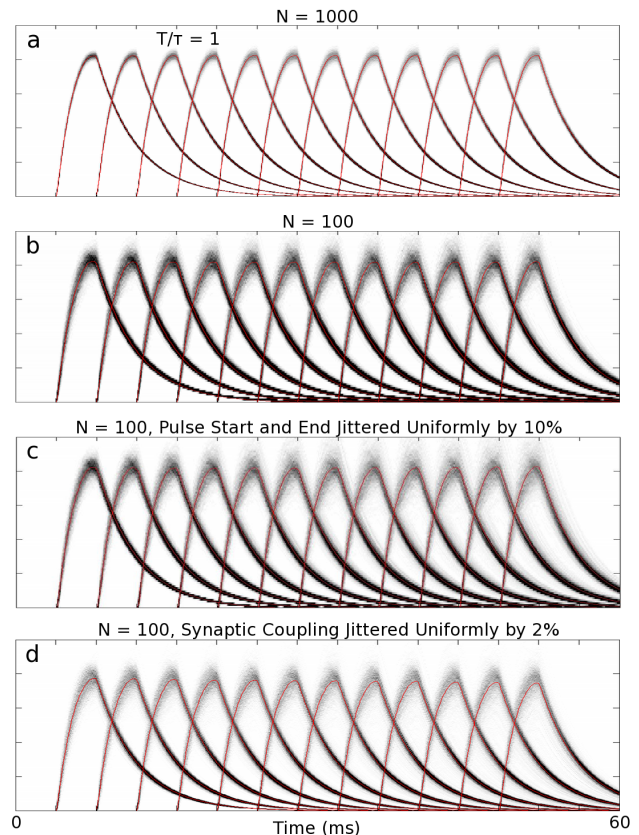 N = 1000
a
T/τ = 1
N = 100
b
N = 100, Pulse Start and End Jittered Uniformly by 10%
c
N = 100, Synaptic Coupling Jittered Uniformly by 2%
d
0 Time (ms) 60